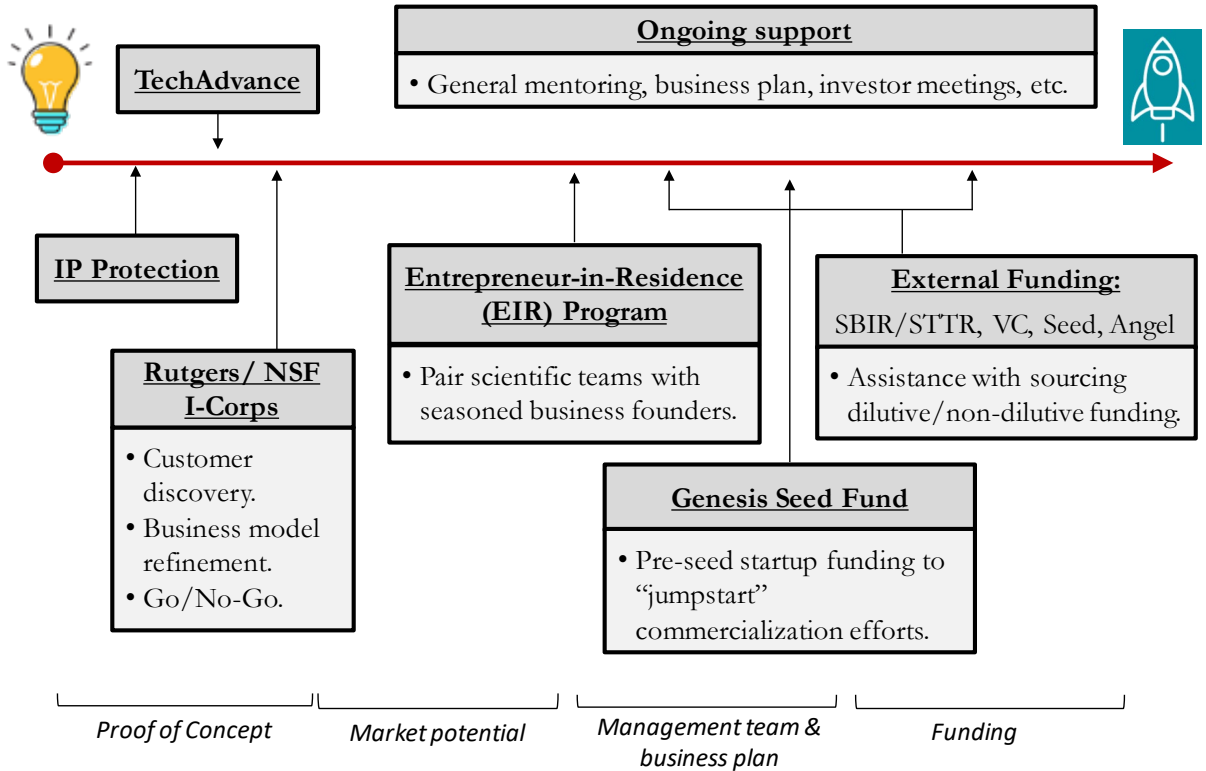 Ongoing support
• General mentoring, business plan, investor meetings, etc.
TechAdvance
IP Protection
Rutgers/ NSF
I-Corps
• Customer
discovery.
• Business model
refinement.
• Go/No-Go.
Entrepreneur-in-Residence
(EIR) Program
• Pair scientific teams with
seasoned business founders.
Genesis Seed Fund
• Pre-seed startup funding to
“jumpstart”
commercialization efforts.
External Funding:
SBIR/STTR, VC, Seed, Angel
• Assistance with sourcing
dilutive/non-dilutive funding.
Proof of Concept
Market potential
Management team &
business plan
Funding